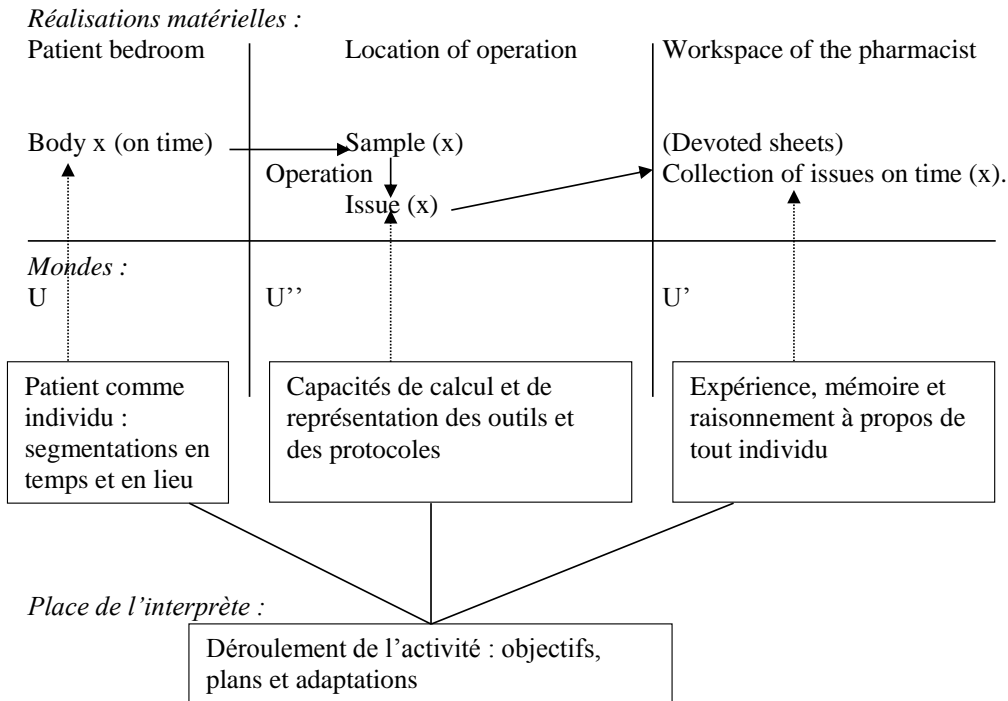 Réalisations matérielles :
Patient bedroom
Location of operation
Workspace of the pharmacist
Body x (on time)
Sample (x)
Operation
Issue (x)
(Devoted sheets)
Collection of issues on time (x).
Mondes :
U
U’’
U’
Patient comme
individu :
segmentations en
temps et en lieu
Capacités de calcul et de
représentation des outils et
des protocoles
Expérience, mémoire et
raisonnement à propos de
tout individu
Place de l’interprète :
Déroulement de l’activité : objectifs,
plans et adaptations